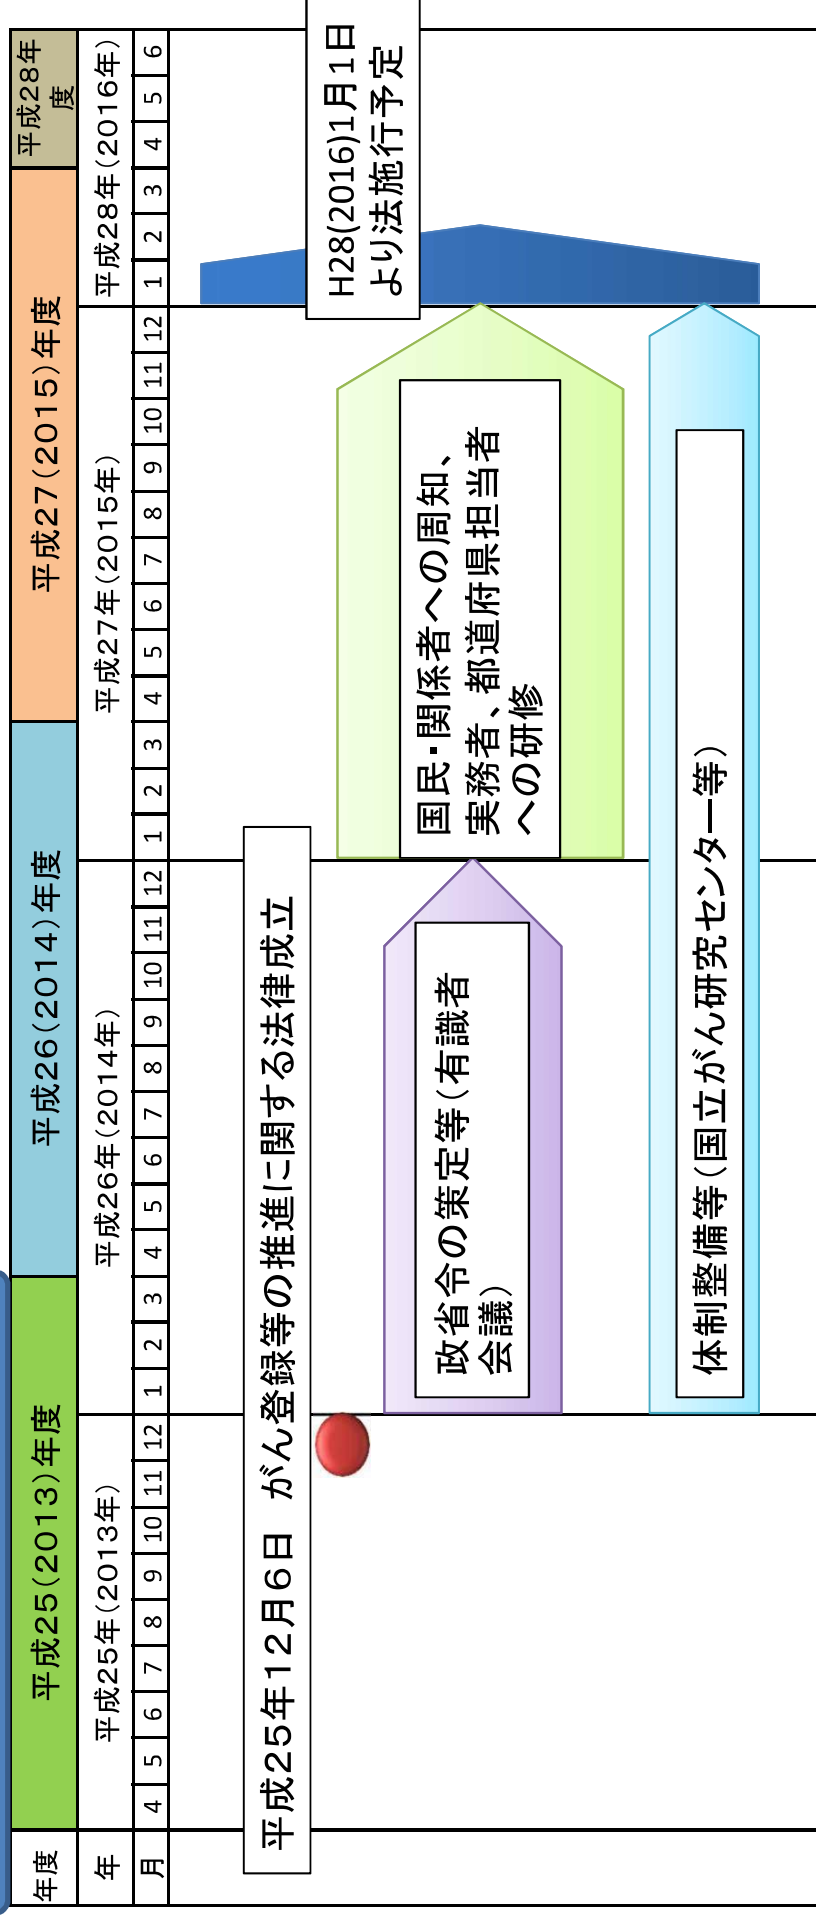 年度
平成25(2013)年度
平成26(2014)年度
平成27(2015)年度
平成28年
度
年
平成25年(2013年)
平成26年(2014年)
平成27年(2015年)
平成28年(2016年)
月
4 5 6 7 8 9 10 11 12 1 2 3 4 5 6 7 8 9 10 11 12 1 2 3 4 5 6 7 8 9 10 11 12 1 2 3 4 5 6
平成25年12月6日 がん登録等の推進に関する法律成立
H28(2016)1月1日
より法施行予定
政省令の策定等(有識者
会議)
国民・関係者への周知、
実務者、都道府県担当者
への研修
体制整備等(国立がん研究センター等)